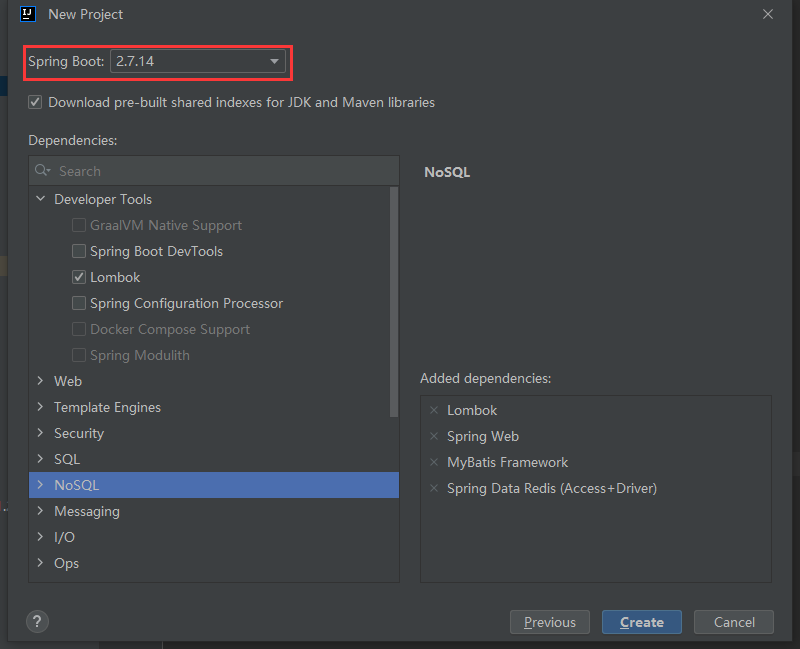 IJ New Project
Spring Boot: 2.7.14
Download pre-built shared indexes for JDK and Maven libraries
Dependencies:
Search
Developer Tools
GraalVM Native Support
Spring Boot DevTools
Lombok
Spring Configuration Processor
Docker Compose Support
Spring Modulith
Web
Template Engines
Security
SQL
NoSQL
Messaging
I/O
Ops
NoSQL
Added dependencies:
Lombok
Spring Web
MyBatis Framework
Spring Data Redis (Access+Driver)
? Previous Create Cancel